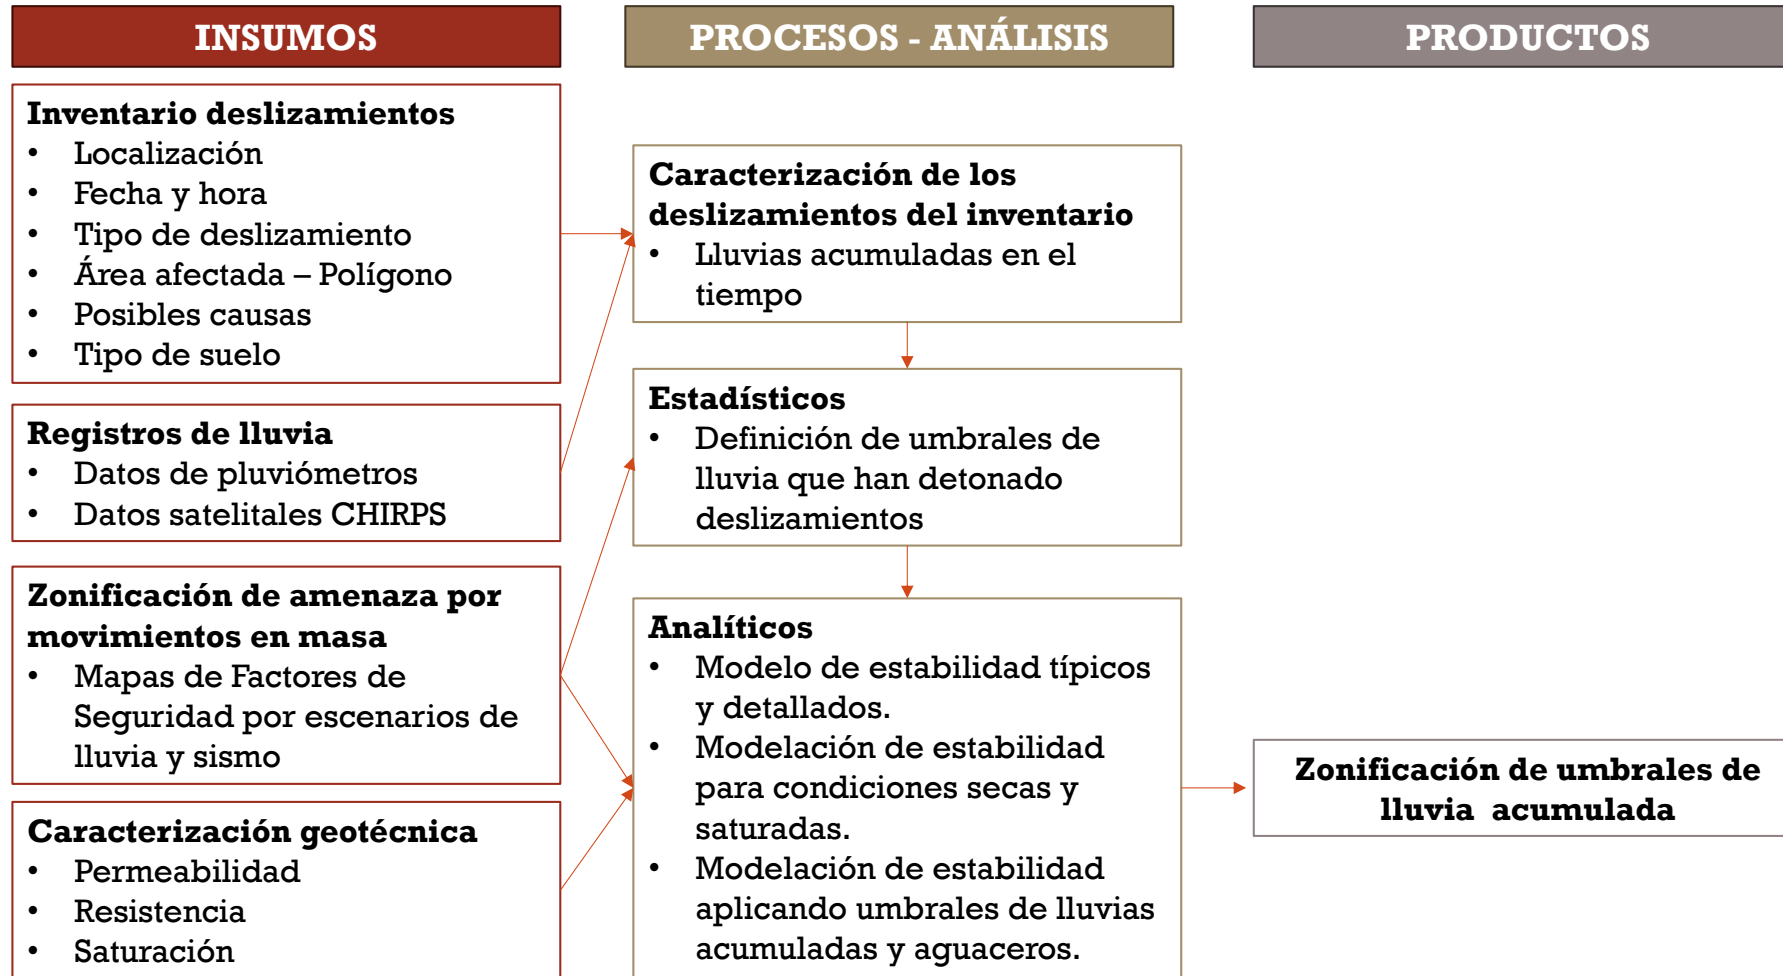 INSUMOS
Inventario deslizamientos
• Localización
• Fecha y hora
• Tipo de deslizamiento
• Área afectada – Polígono
• Posibles causas
• Tipo de suelo
Registros de lluvia
• Datos de pluviómetros
• Datos satelitales CHIRPS
Zonificación de amenaza por
movimientos en masa
• Mapas de Factores de
Seguridad por escenarios de
lluvia y sismo
Caracterización geotécnica
• Permeabilidad
• Resistencia
• Saturación
PROCESOS - ANÁLISIS
Caracterización de los
deslizamientos del inventario
• Lluvias acumuladas en el
tiempo
Estadísticos
• Definición de umbrales de
lluvia que han detonado
deslizamientos
Analíticos
• Modelo de estabilidad típicos
y detallados.
• Modelación de estabilidad
para condiciones secas y
saturadas.
• Modelación de estabilidad
aplicando umbrales de lluvias
acumuladas y aguaceros.
PRODUCTOS
Zonificación de umbrales de
lluvia acumulada